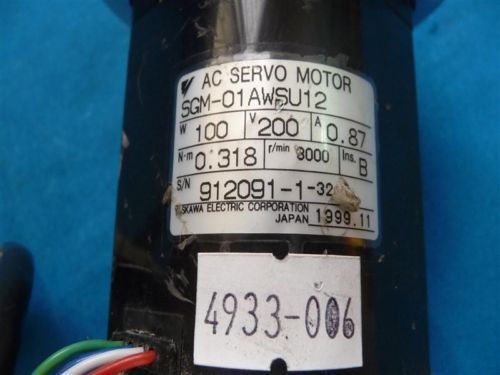 AC SERVO MOTOR
SGM-01AWSU12
W 100 V 200 A 0.87
N-m 0.318 r/min 3000 Ins. B
S/N 912091-1-32
SKAWA ELECTRIC CORPORATION
JAPAN 1999.11
4933-006